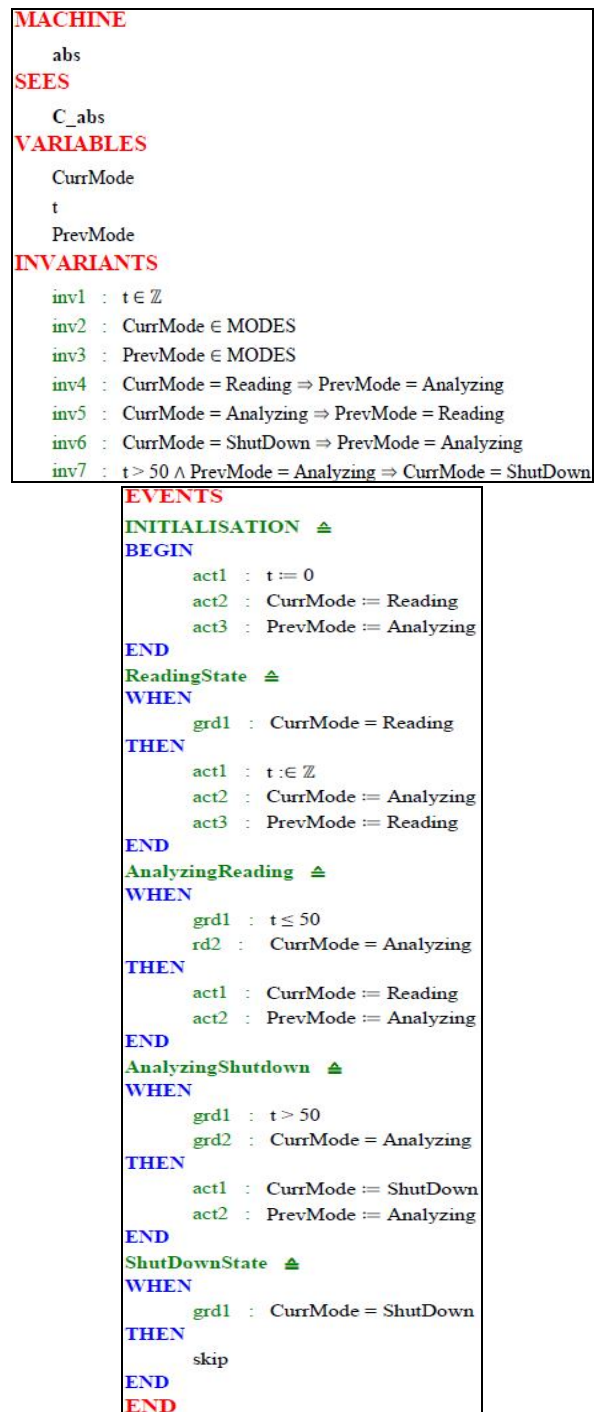 MACHINE
abs
SEES
C_abs
VARIABLES
CurrMode
t
PrevMode
INVARIANTS
inv1 : t ∈ ℤ
inv2 : CurrMode ∈ MODES
inv3 : PrevMode ∈ MODES
inv4 : CurrMode = Reading ⇒ PrevMode = Analyzing
inv5 : CurrMode = Analyzing ⇒ PrevMode = Reading
inv6 : CurrMode = ShutDown ⇒ PrevMode = Analyzing
inv7 : t > 50 ∧ PrevMode = Analyzing ⇒ CurrMode = ShutDown
EVENTS
INITIALISATION ≙
BEGIN
act1 : t ≔ 0
act2 : CurrMode ≔ Reading
act3 : PrevMode ≔ Analyzing
END
ReadingState ≙
WHEN
grd1 : CurrMode = Reading
THEN
act1 : t :∈ ℤ
act2 : CurrMode ≔ Analyzing
act3 : PrevMode ≔ Reading
END
AnalyzingReading ≙
WHEN
grd1 : t ≤ 50
rd2 : CurrMode = Analyzing
THEN
act1 : CurrMode ≔ Reading
act2 : PrevMode ≔ Analyzing
END
AnalyzingShutdown ≙
WHEN
grd1 : t > 50
grd2 : CurrMode = Analyzing
THEN
act1 : CurrMode ≔ ShutDown
act2 : PrevMode ≔ Analyzing
END
ShutDownState ≙
WHEN
grd1 : CurrMode = ShutDown
THEN
skip
END
END